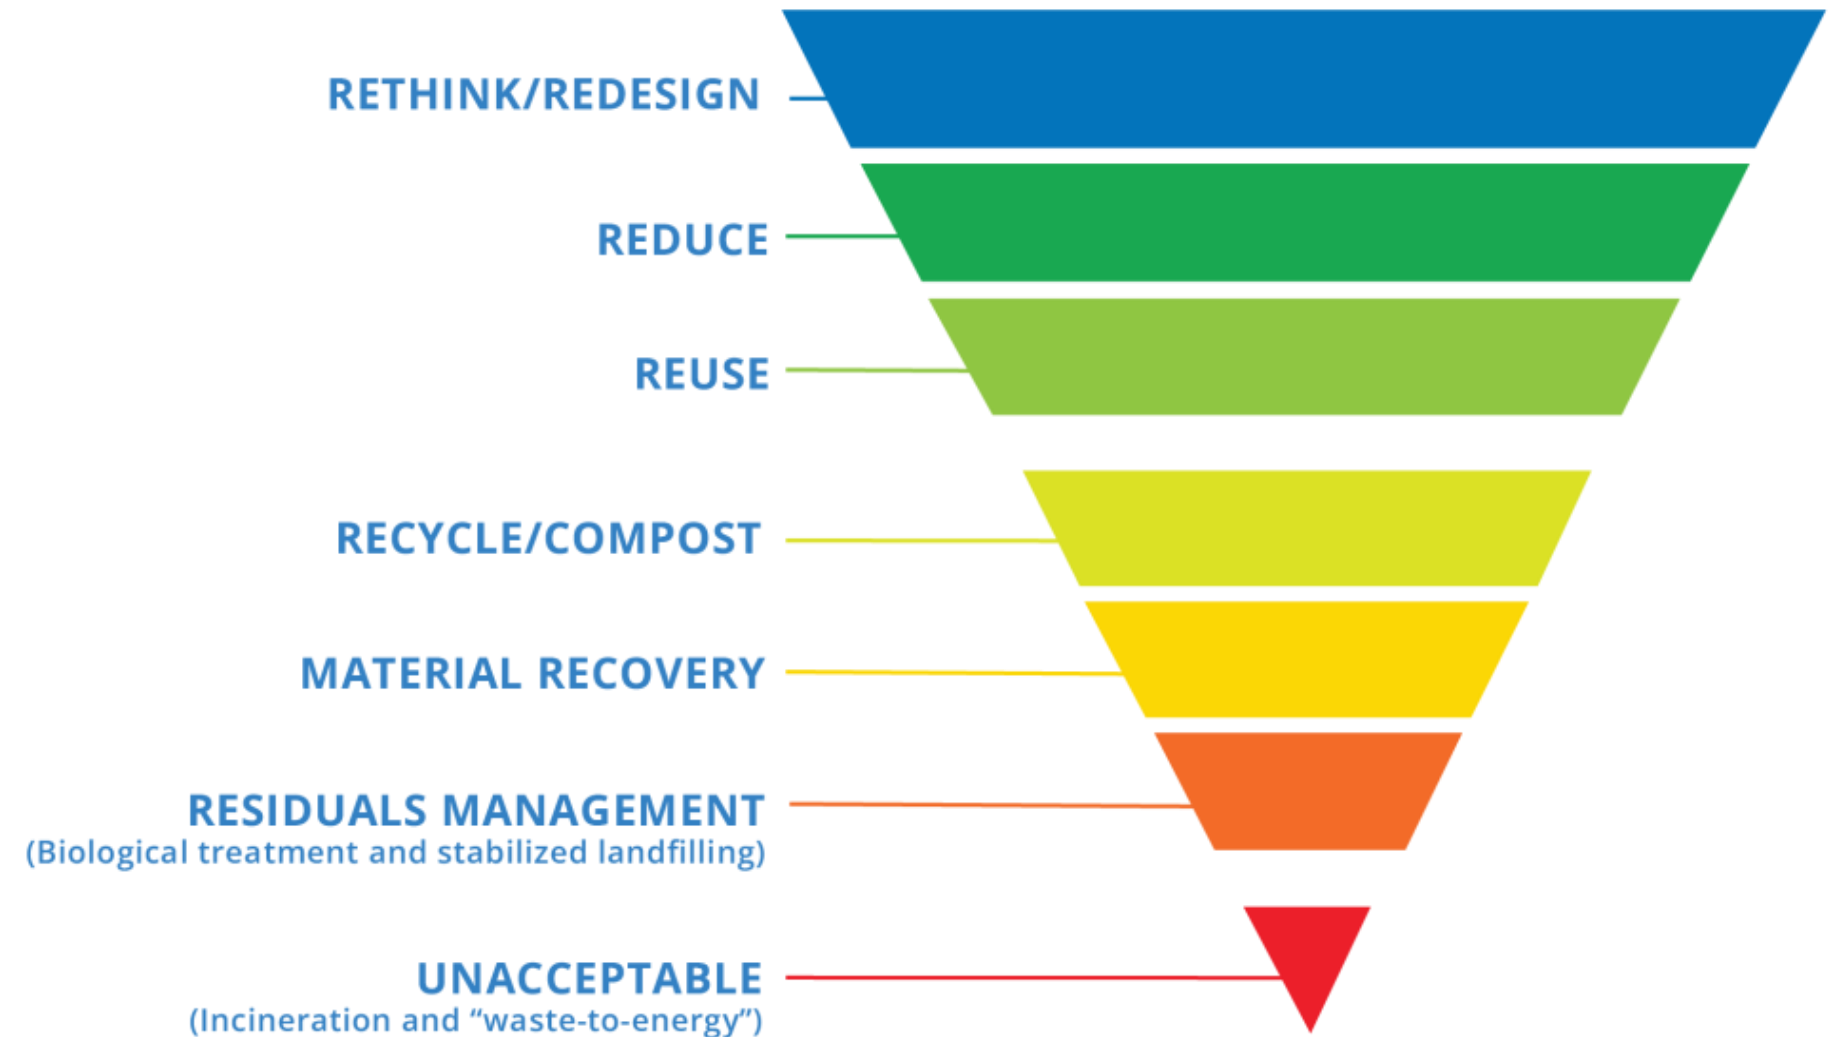 RETHINK/REDESIGN
REDUCE
REUSE
RECYCLE/COMPOST
MATERIAL RECOVERY
RESIDUALS MANAGEMENT
(Biological treatment and stabilized landfilling)
UNACCEPTABLE
(Incineration and “waste-to-energy”)